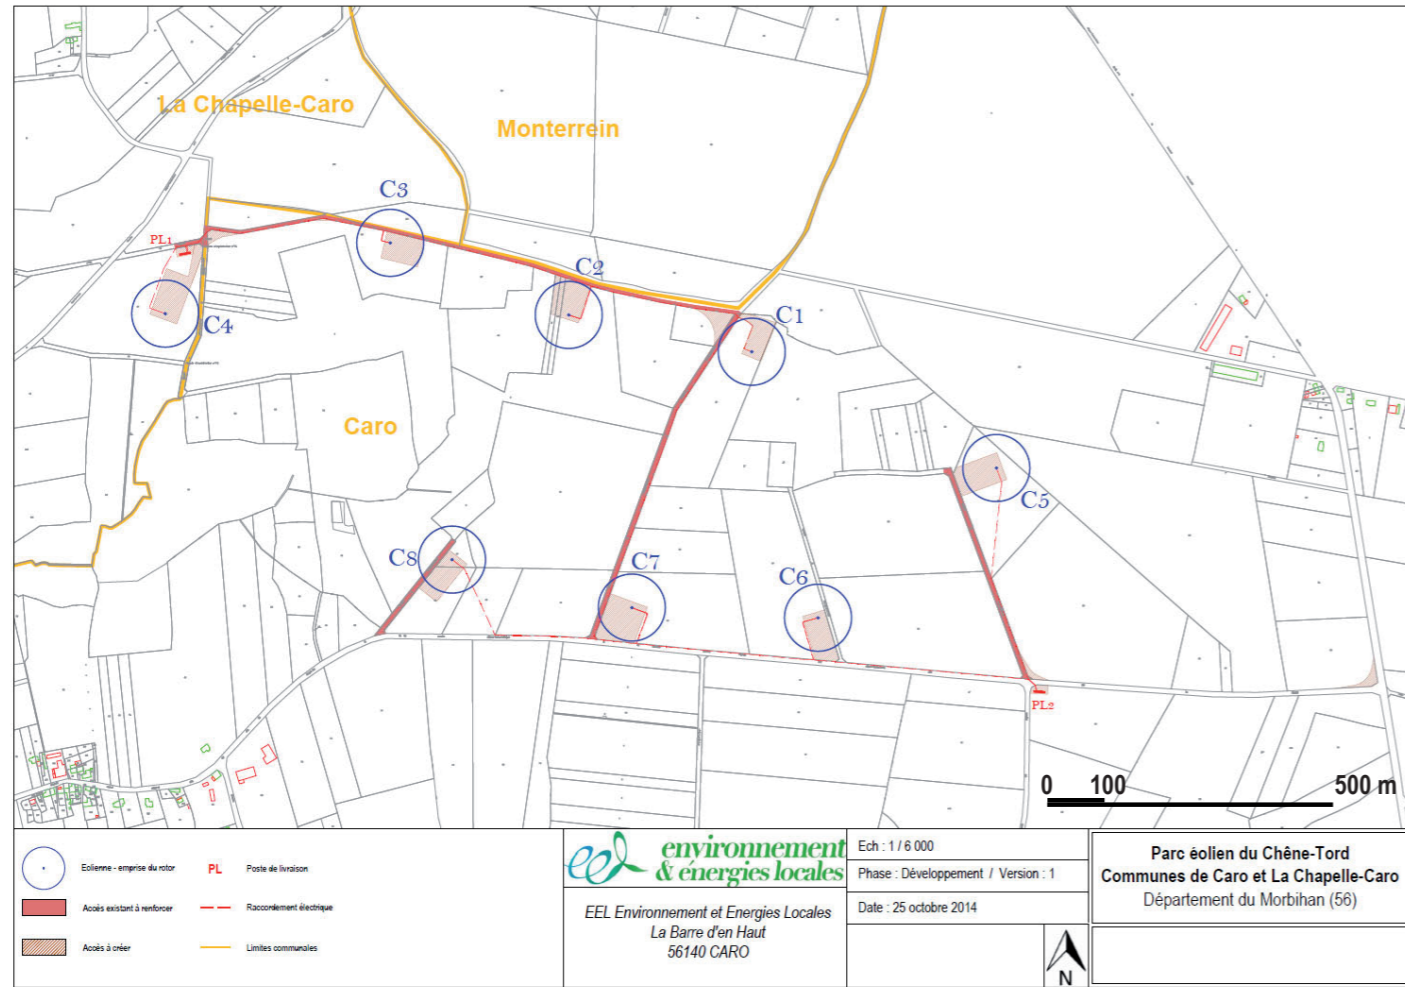 La Chapelle-Caro
Monterrein
C3
PL1
C2
C4
C1
Caro
C5
C8
C7
C6
PL2
0 100 500 m
Eolienne - emprise du rotor
PL Poste de livraison
Accès existant à renforcer
Raccordement électrique
Accès à créer
Limites communales
eel environnement
& énergies locales
EEL Environnement et Energies Locales
La Barre d'en Haut
56140 CARO
Ech : 1 / 6 000
Phase : Développement / Version : 1
Date : 25 octobre 2014
N
Parc éolien du Chêne-Tord
Communes de Caro et La Chapelle-Caro
Département du Morbihan (56)